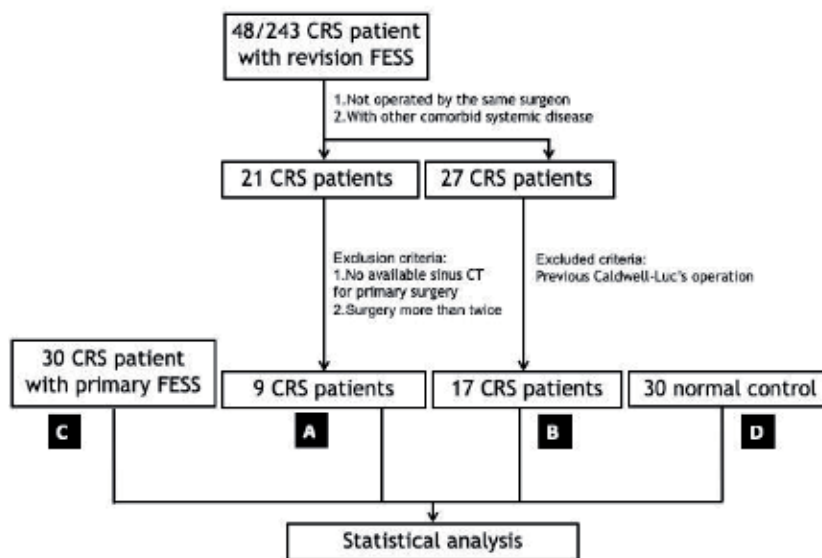 48/243 CRS patient
with revision FESS
1.Not operated by the same surgeon
2.With other comorbid systemic disease
21 CRS patients
27 CRS patients
Exclusion criteria:
1.No available sinus CT
for primary surgery
2.Surgery more than twice
Excluded criteria:
Previous Caldwell-Luc's operation
30 CRS patient
with primary FESS
9 CRS patients
17 CRS patients
30 normal control
C
A
B
D
Statistical analysis